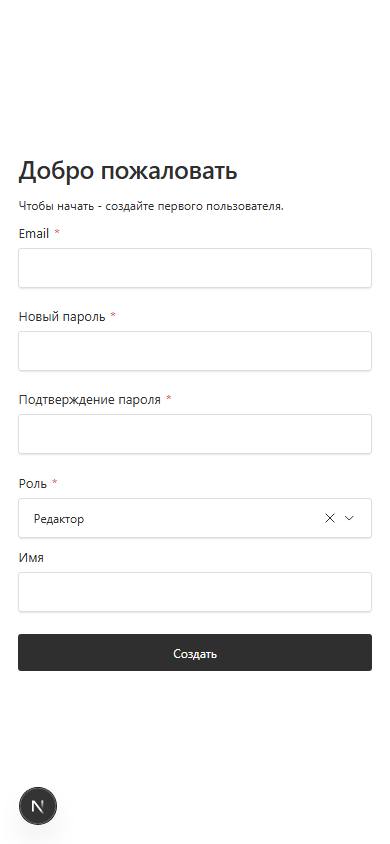 Добро пожаловать
Чтобы начать - создайте первого пользователя.
Email *
Новый пароль *
Подтверждение пароля *
Роль *
Редактор
Имя
Создать
N